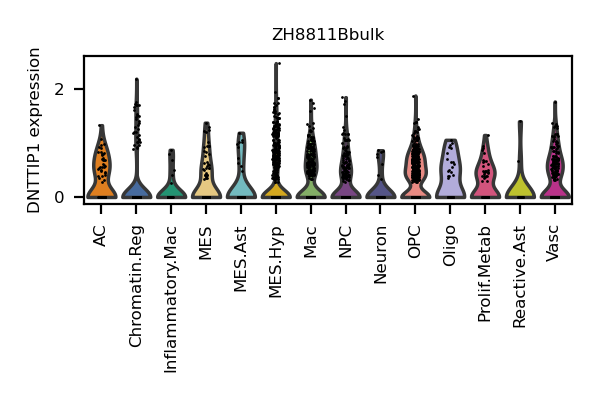 ZH8811Bbulk
DNTTIP1 expression
2
0
AC
Chromatin.Reg
Inflammatory.Mac
MES
MES.Ast
MES.Hyp
Mac
NPC
Neuron
OPC
Oligo
Prolif.Metab
Reactive.Ast
Vasc